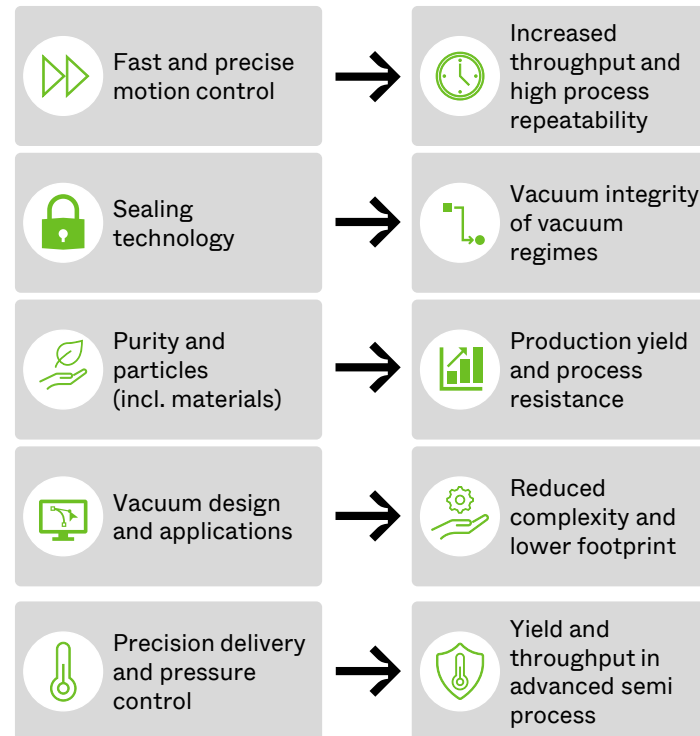 Fast and precise
motion control
Increased
throughput and
high process
repeatability
Sealing
technology
Vacuum integrity
of vacuum
regimes
Purity and
particles
(incl. materials)
Production yield
and process
resistance
Vacuum design
and applications
Reduced
complexity and
lower footprint
Precision delivery
and pressure
control
Yield and
throughput in
advanced semi
process